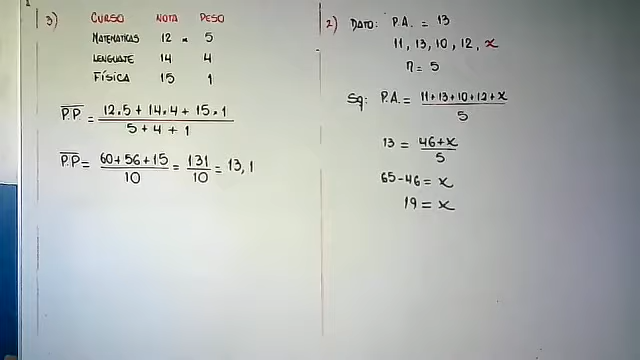 3) CURSO NOTA PESO
MATEMATICAS 12 • 5
LENGUAJE 14 4
FÍSICA 15 1
P.P. = 12.5 + 14.4 + 15.1
5 + 4 + 1
P.P = 60+56+15 = 131 = 13,1
10 10
2) DATO: P.A. = 13
11, 13, 10, 12, x
n = 5
Sq: P.A. = 11+13+10+12+x
5
13 = 46+x
5
65-46 = x
19 = x